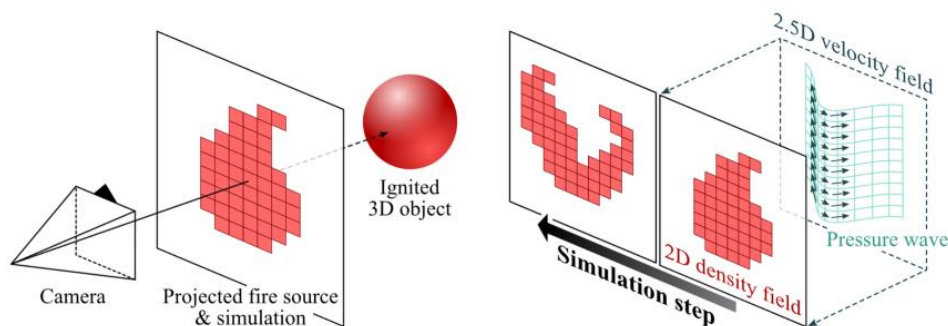 Camera
Projected fire source
& simulation
Ignited
3D object
Simulation step
2D density field
2.5D velocity field
Pressure wave